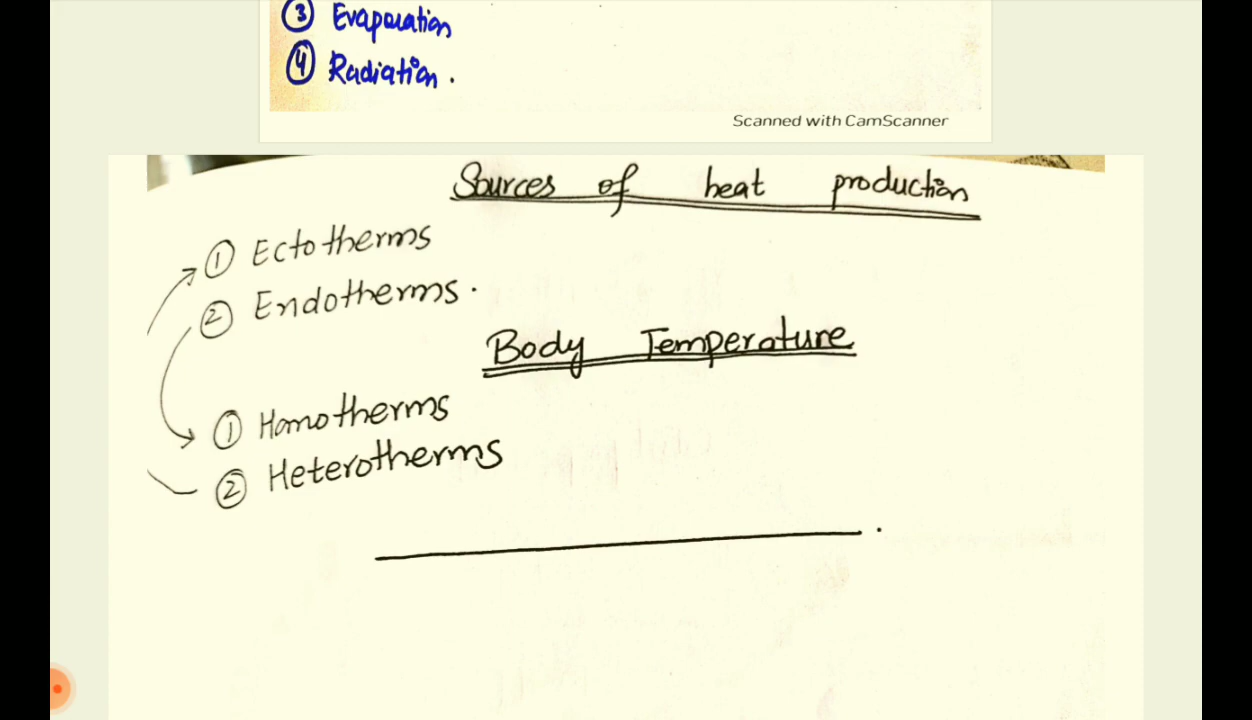 ③ Evaporation
④ Radiation.
Scanned with CamScanner
Sources of heat production
① Ectotherms
② Endotherms.
Body Temperature
① Homotherms
② Heterotherms